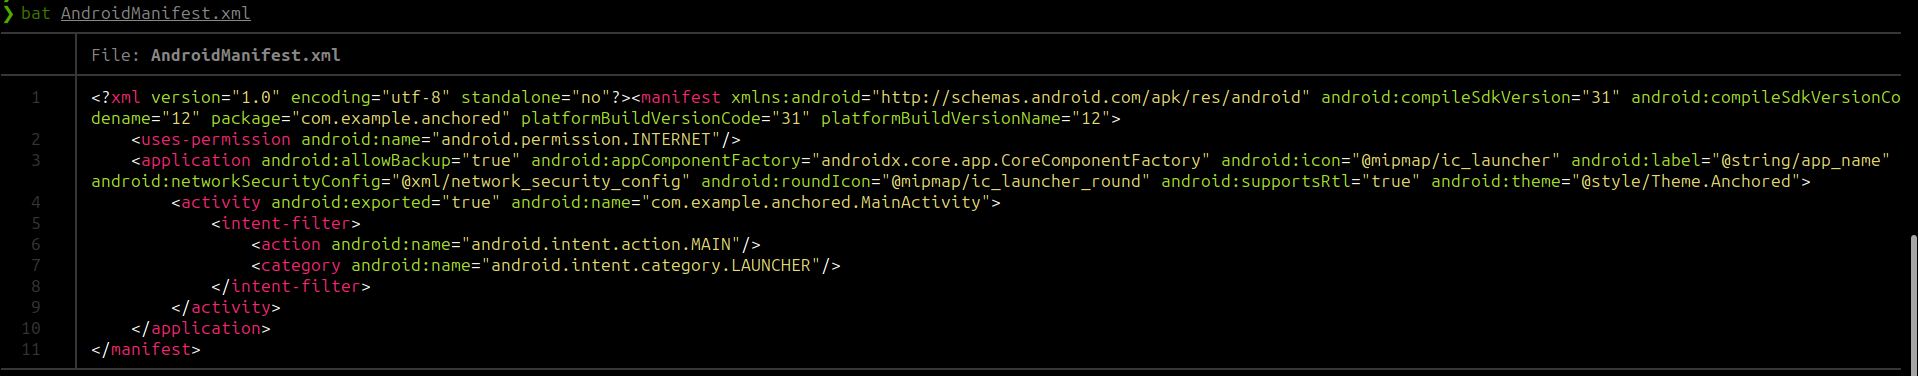 ❯ bat AndroidManifest.xml
File: AndroidManifest.xml
1 <?xml version="1.0" encoding="utf-8" standalone="no"?><manifest xmlns:android="http://schemas.android.com/apk/res/android" android:compileSdkVersion="31" android:compileSdkVersionCo
dename="12" package="com.example.anchored" platformBuildVersionCode="31" platformBuildVersionName="12">
2     <uses-permission android:name="android.permission.INTERNET"/>
3     <application android:allowBackup="true" android:appComponentFactory="androidx.core.app.CoreComponentFactory" android:icon="@mipmap/ic_launcher" android:label="@string/app_name"
android:networkSecurityConfig="@xml/network_security_config" android:roundIcon="@mipmap/ic_launcher_round" android:supportsRtl="true" android:theme="@style/Theme.Anchored">
4         <activity android:exported="true" android:name="com.example.anchored.MainActivity">
5             <intent-filter>
6                 <action android:name="android.intent.action.MAIN"/>
7                 <category android:name="android.intent.category.LAUNCHER"/>
8             </intent-filter>
9         </activity>
10     </application>
11 </manifest>